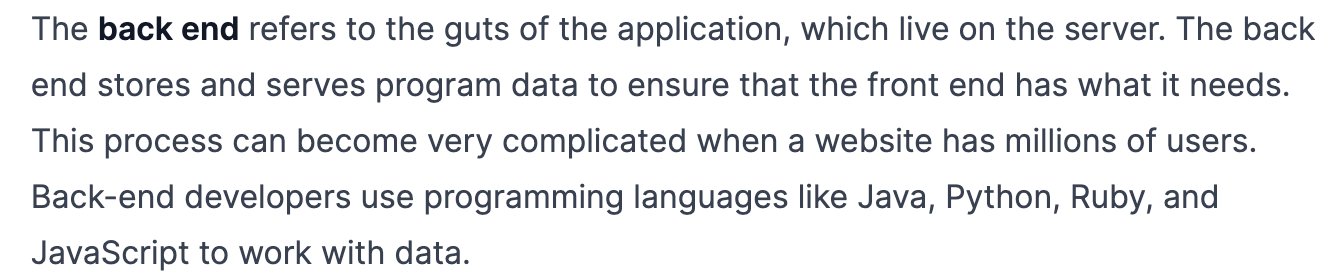 The back end refers to the guts of the application, which live on the server. The back
end stores and serves program data to ensure that the front end has what it needs.
This process can become very complicated when a website has millions of users.
Back-end developers use programming languages like Java, Python, Ruby, and
JavaScript to work with data.